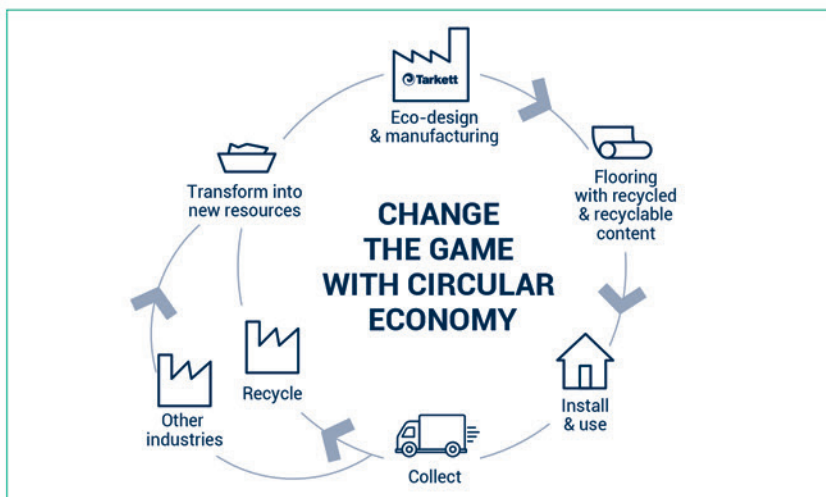 Tarkett
Eco-design
& manufacturing
Flooring
with recycled
& recyclable
content
Install
& use
Collect
Recycle
Other
industries
Transform into
new resources
CHANGE
THE GAME
WITH CIRCULAR
ECONOMY